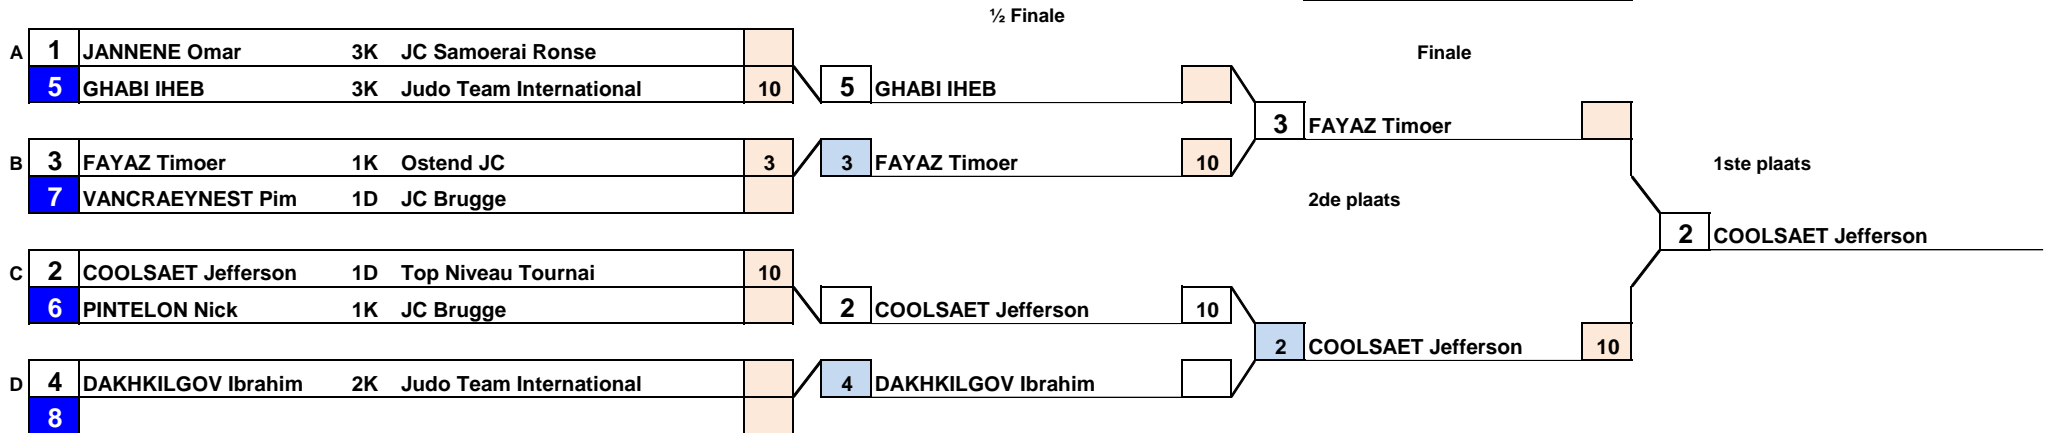 ½ Finale
A 1 JANNENE Omar 3K JC Samoerai Ronse
Finale
5 GHABI IHEB 3K Judo Team International 10 5 GHABI IHEB
3 FAYAZ Timoer
B 3 FAYAZ Timoer 1K Ostend JC 3 3 FAYAZ Timoer 10
1ste plaats
7 VANCRAEYNEST Pim 1D JC Brugge
2de plaats
2 COOLSAET Jefferson
C 2 COOLSAET Jefferson 1D Top Niveau Tournai 10
6 PINTELON Nick 1K JC Brugge 2 COOLSAET Jefferson 10
2 COOLSAET Jefferson 10
D 4 DAKHKILGOV Ibrahim 2K Judo Team International 4 DAKHKILGOV Ibrahim
8